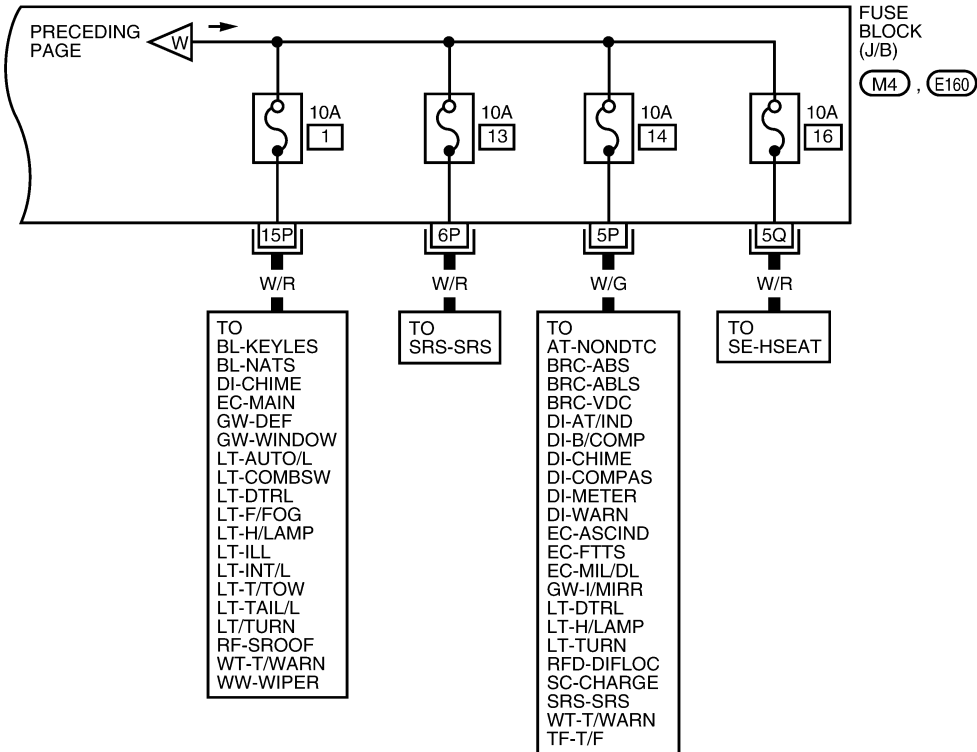 PRECEDING
PAGE
W
FUSE
BLOCK
(J/B)
M4 , E160
10A
1
10A
13
10A
14
10A
16
15P
6P
5P
5Q
W/R
W/R
W/G
W/R
TO
BL-KEYLES
BL-NATS
DI-CHIME
EC-MAIN
GW-DEF
GW-WINDOW
LT-AUTO/L
LT-COMBSW
LT-DTRL
LT-F/FOG
LT-H/LAMP
LT-ILL
LT-INT/L
LT-T/TOW
LT-TAIL/L
LT/TURN
RF-SROOF
WT-T/WARN
WW-WIPER
TO
SRS-SRS
TO
AT-NONDTC
BRC-ABS
BRC-ABLS
BRC-VDC
DI-AT/IND
DI-B/COMP
DI-CHIME
DI-COMPAS
DI-METER
DI-WARN
EC-ASCIND
EC-FTTS
EC-MIL/DL
GW-I/MIRR
LT-DTRL
LT-H/LAMP
LT-TURN
RFD-DIFLOC
SC-CHARGE
SRS-SRS
WT-T/WARN
TF-T/F
TO
SE-HSEAT